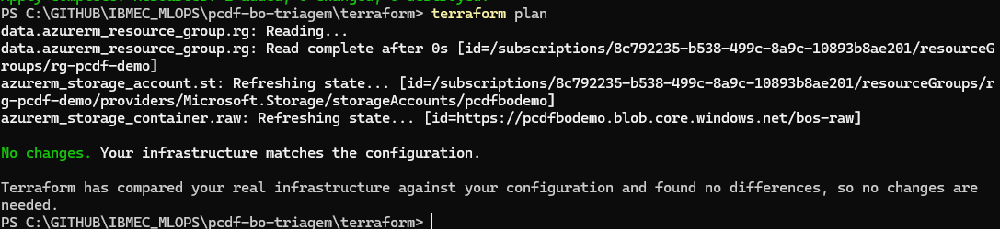 PS C:\GITHUB\IBMEC_MLOPS\pcdf-bo-triagem\terraform> terraform plan
data.azurerm_resource_group.rg: Reading...
data.azurerm_resource_group.rg: Read complete after 0s [id=/subscriptions/8c792235-b538-499c-8a9c-10893b8ae201/resourceG
roups/rg-pcdf-demo]
azurerm_storage_account.st: Refreshing state... [id=/subscriptions/8c792235-b538-499c-8a9c-10893b8ae201/resourceGroups/r
g-pcdf-demo/providers/Microsoft.Storage/storageAccounts/pcdfbodemo]
azurerm_storage_container.raw: Refreshing state... [id=https://pcdfbodemo.blob.core.windows.net/bos-raw]
No changes. Your infrastructure matches the configuration.
Terraform has compared your real infrastructure against your configuration and found no differences, so no changes are
needed.
PS C:\GITHUB\IBMEC_MLOPS\pcdf-bo-triagem\terraform>